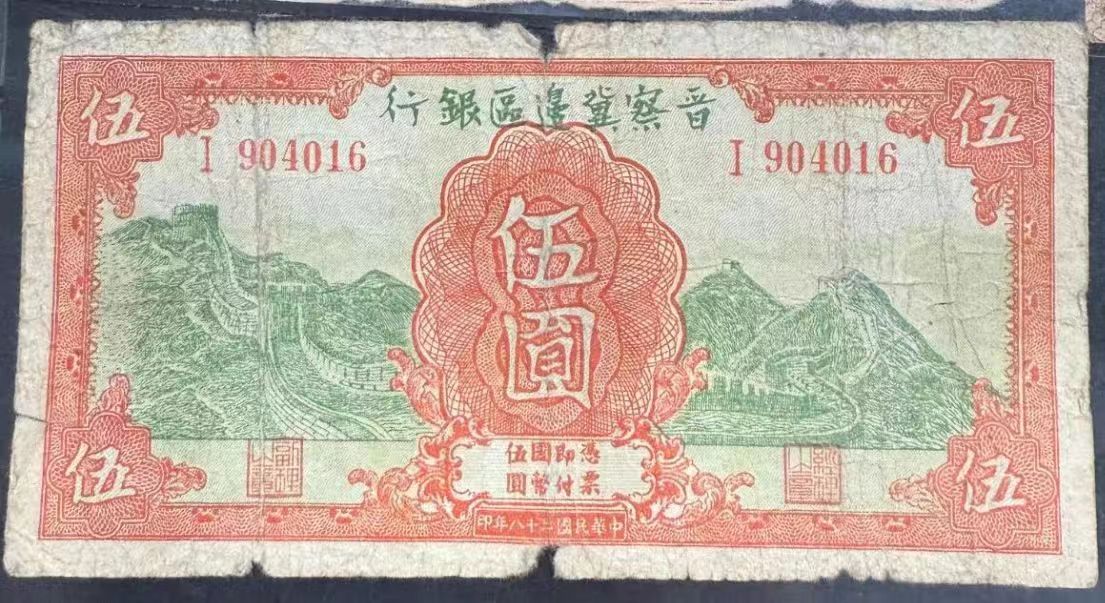 伍
晉察冀邊區銀行
伍
I 904016
I 904016
伍圓
憑票即付國幣伍圓
伍
中華民國二十八年印
伍